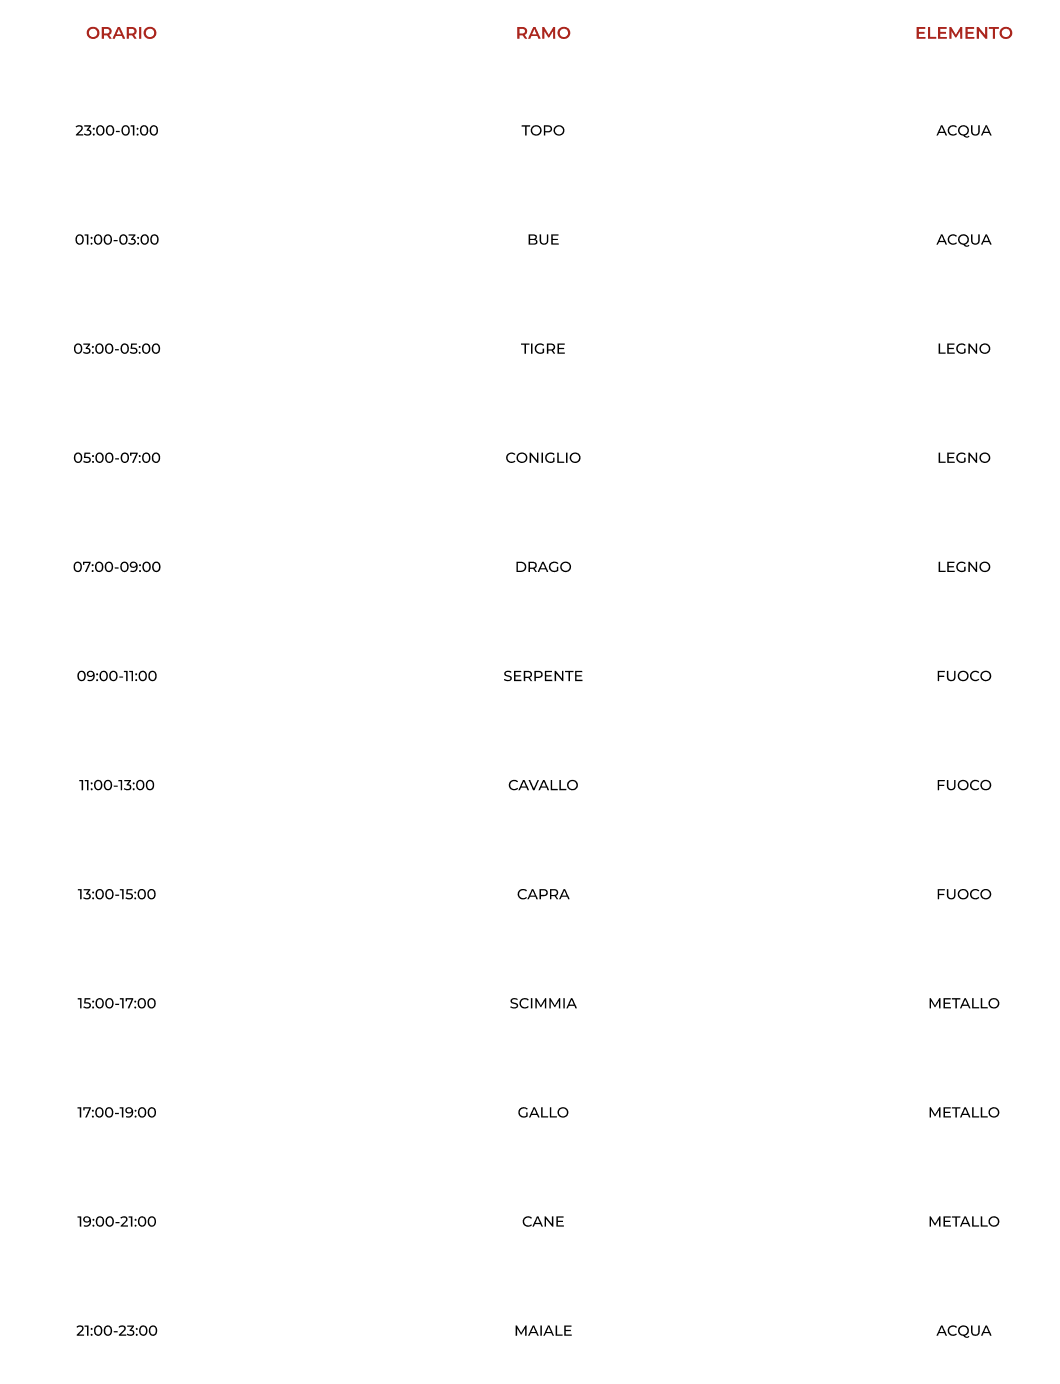 ORARIO RAMO ELEMENTO
23:00-01:00 TOPO ACQUA
01:00-03:00 BUE ACQUA
03:00-05:00 TIGRE LEGNO
05:00-07:00 CONIGLIO LEGNO
07:00-09:00 DRAGO LEGNO
09:00-11:00 SERPENTE FUOCO
11:00-13:00 CAVALLO FUOCO
13:00-15:00 CAPRA FUOCO
15:00-17:00 SCIMMIA METALLO
17:00-19:00 GALLO METALLO
19:00-21:00 CANE METALLO
21:00-23:00 MAIALE ACQUA